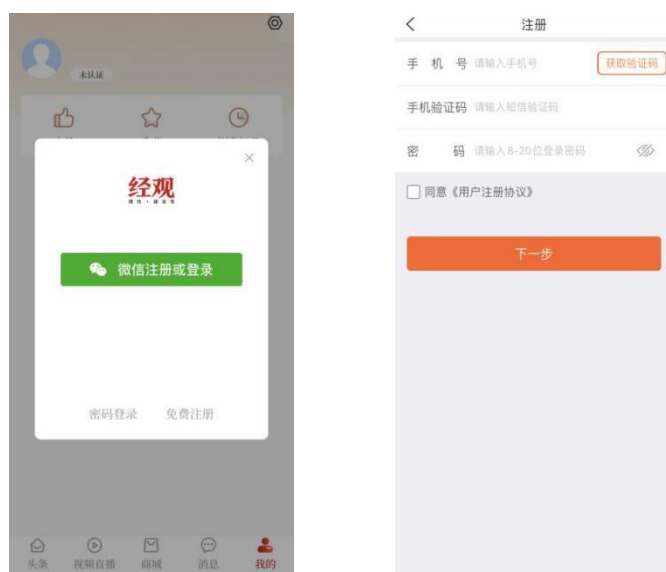 未认证
经观
微信注册或登录
密码登录 免费注册
头条 视频直播 商城 消息 我的
注册
手 机 号 请输入手机号 获取验证码
手机验证码 请输入短信验证码
密 码 请输入8-20位登录密码
同意《用户注册协议》
下一步